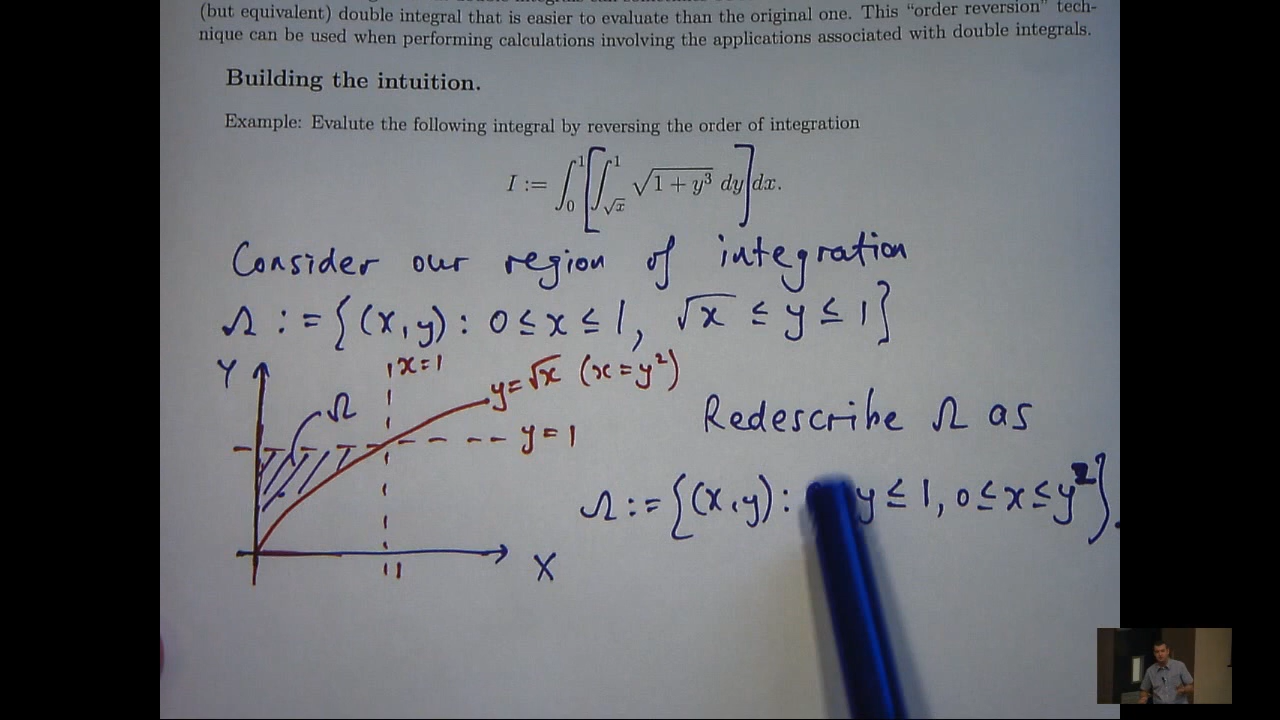 (but equivalent) double integral that is easier to evaluate than the original one. This “order reversion” tech-
nique can be used when performing calculations involving the applications associated with double integrals.
Building the intuition.
Example: Evalute the following integral by reversing the order of integration
I := ∫₀¹ [ ∫_{√x}^1 √(1 + y³) dy ] dx.
Consider our region of integration
Ω := {(x,y) : 0 ≤ x ≤ 1, √x ≤ y ≤ 1}
Y
x=1
y=√x (x=y²)
Ω
y=1
Redescribe Ω as
Ω := {(x,y) : y ≤ 1, 0 ≤ x ≤ y²}.
X